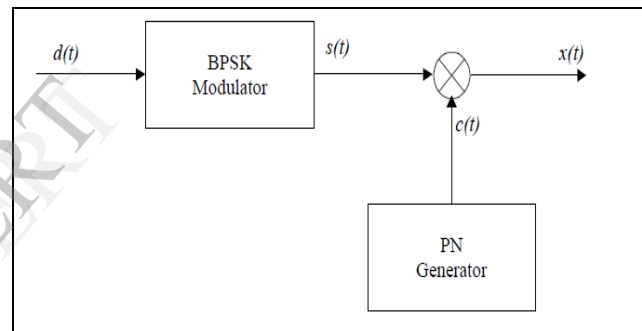 d(t)
BPSK
Modulator
s(t)
x(t)
c(t)
PN
Generator